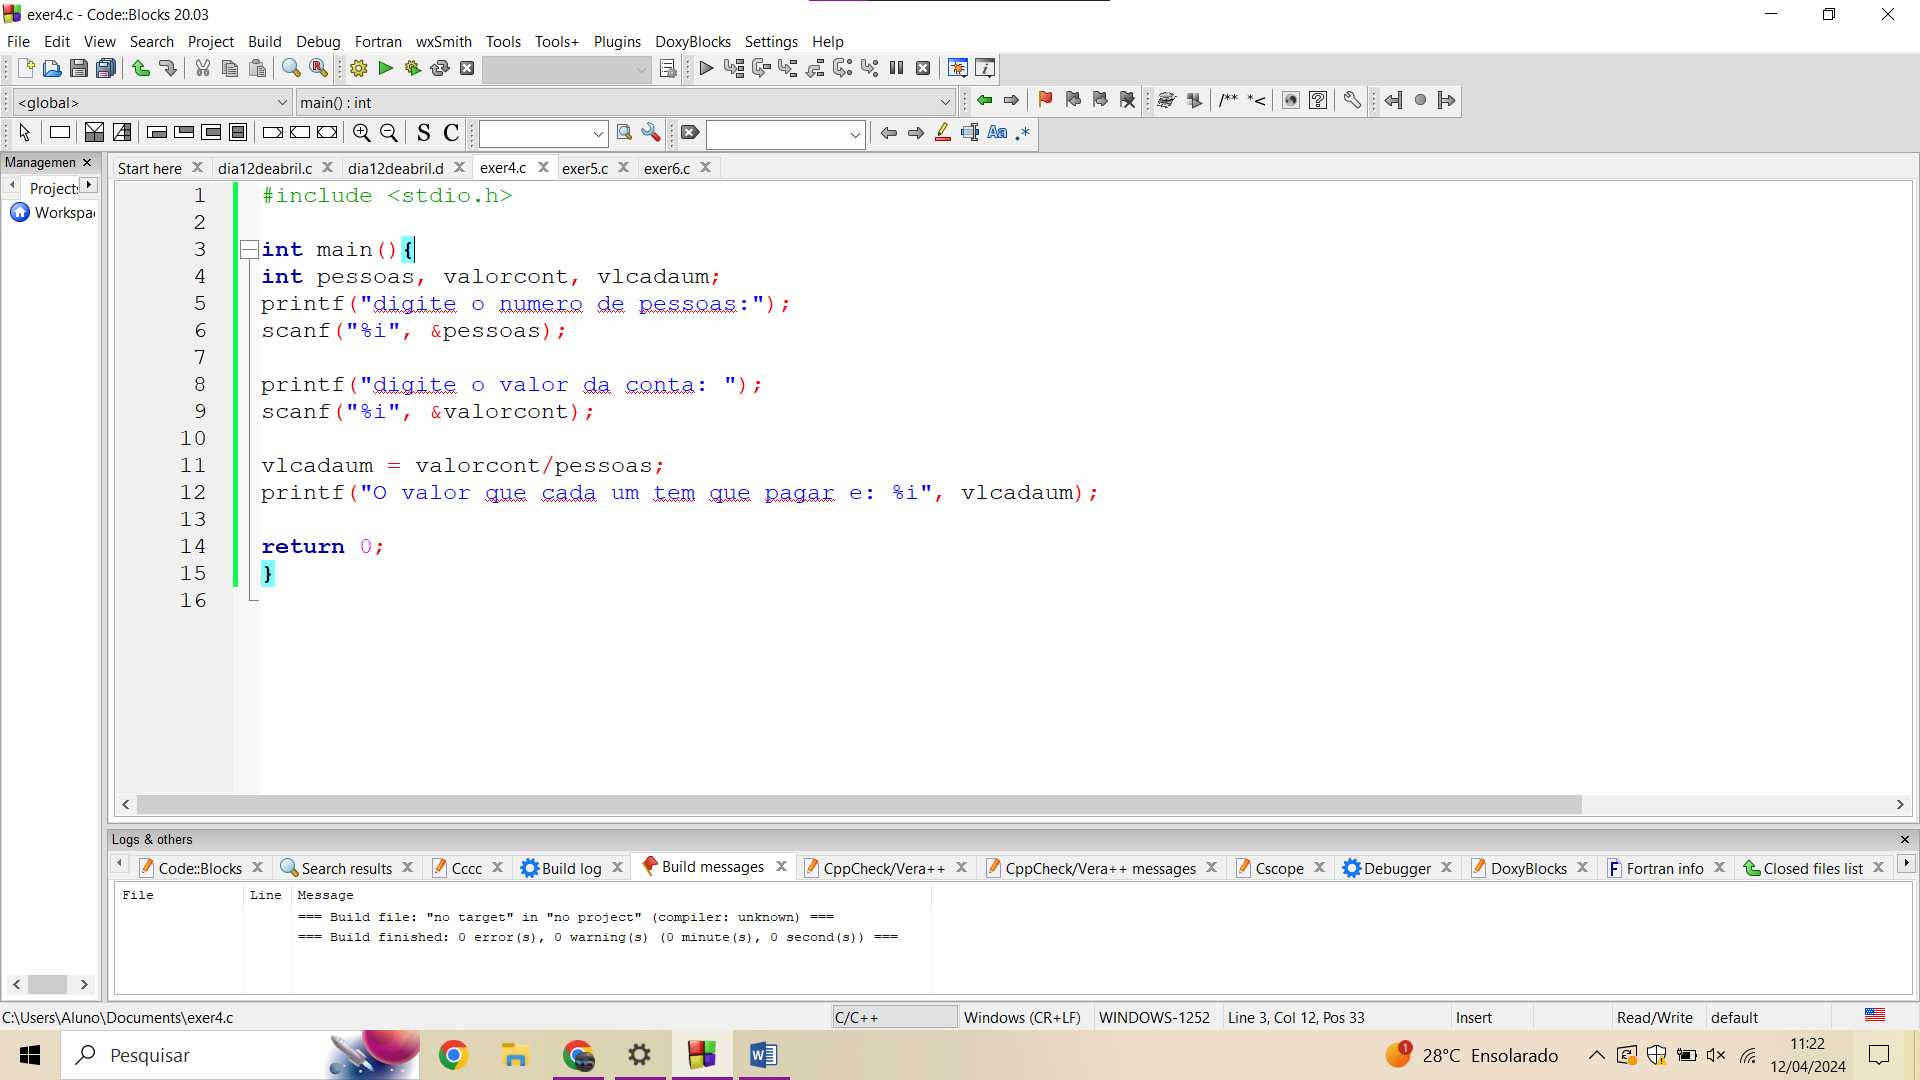 exer4.c - Code::Blocks 20.03
File Edit View Search Project Build Debug Fortran wxSmith Tools Tools+ Plugins DoxyBlocks Settings Help
<global> main() : int /** *<
S C Aa .*
Managemen
Start here dia12deabril.c dia12deabril.d exer4.c exer5.c exer6.c
Projects
Workspa
1 #include <stdio.h>
2
3 int main(){
4 int pessoas, valorcont, vlcadaum;
5 printf("digite o numero de pessoas:");
6 scanf("%i", &pessoas);
7
8 printf("digite o valor da conta: ");
9 scanf("%i", &valorcont);
10
11 vlcadaum = valorcont/pessoas;
12 printf("O valor que cada um tem que pagar e: %i", vlcadaum);
13
14 return 0;
15 }
16
Logs & others
Code::Blocks Search results Cccc Build log Build messages CppCheck/Vera++ CppCheck/Vera++ messages Cscope Debugger DoxyBlocks Fortran info Closed files list
File Line Message
=== Build file: "no target" in "no project" (compiler: unknown) ===
=== Build finished: 0 error(s), 0 warning(s) (0 minute(s), 0 second(s)) ===
C:\Users\Aluno\Documents\exer4.c C/C++ Windows (CR+LF) WINDOWS-1252 Line 3, Col 12, Pos 33 Insert Read/Write default
Pesquisar 1 28°C Ensolarado 11:22
12/04/2024